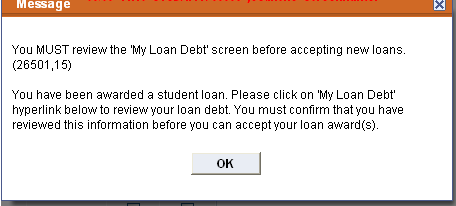 Message
You MUST review the 'My Loan Debt' screen before accepting new loans.
(26501,15)
You have been awarded a student loan. Please click on 'My Loan Debt'
hyperlink below to review your loan debt. You must confirm that you have
reviewed this information before you can accept your loan award(s).
OK